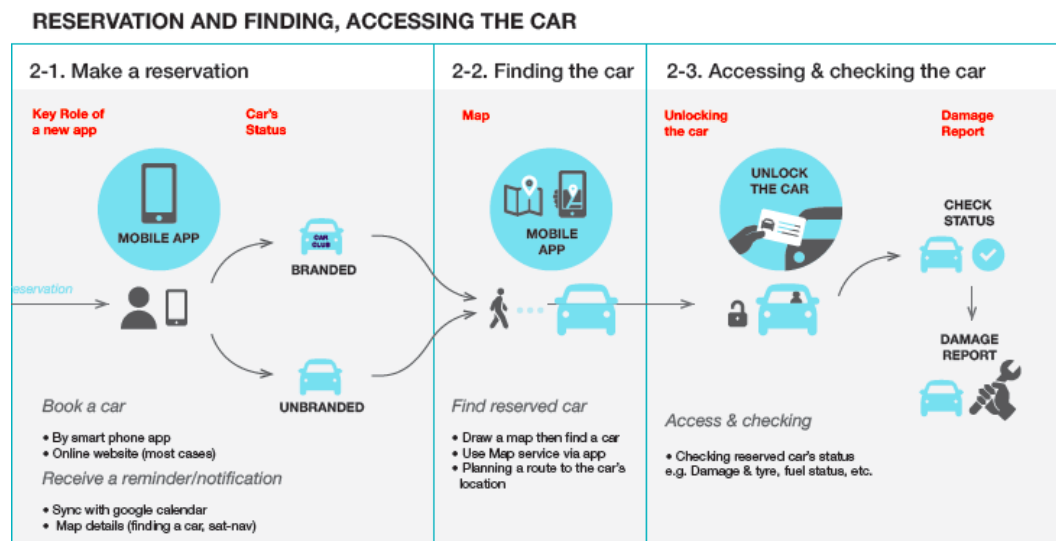 RESERVATION AND FINDING, ACCESSING THE CAR
2-1. Make a reservation
Key Role of
a new app
Car's
Status
MOBILE APP
CAR
CLUB
BRANDED
eservation
UNBRANDED
Book a car
• By smart phone app
• Online website (most cases)
Receive a reminder/notification
• Sync with google calendar
• Map details (finding a car, sat-nav)
2-2. Finding the car
Map
MOBILE
APP
Find reserved car
• Draw a map then find a car
• Use Map service via app
• Planning a route to the car's
location
2-3. Accessing & checking the car
Unlocking
the car
Damage
Report
UNLOCK
THE CAR
CHECK
STATUS
DAMAGE
REPORT
Access & checking
• Checking reserved car's status
e.g. Damage & tyre, fuel status, etc.